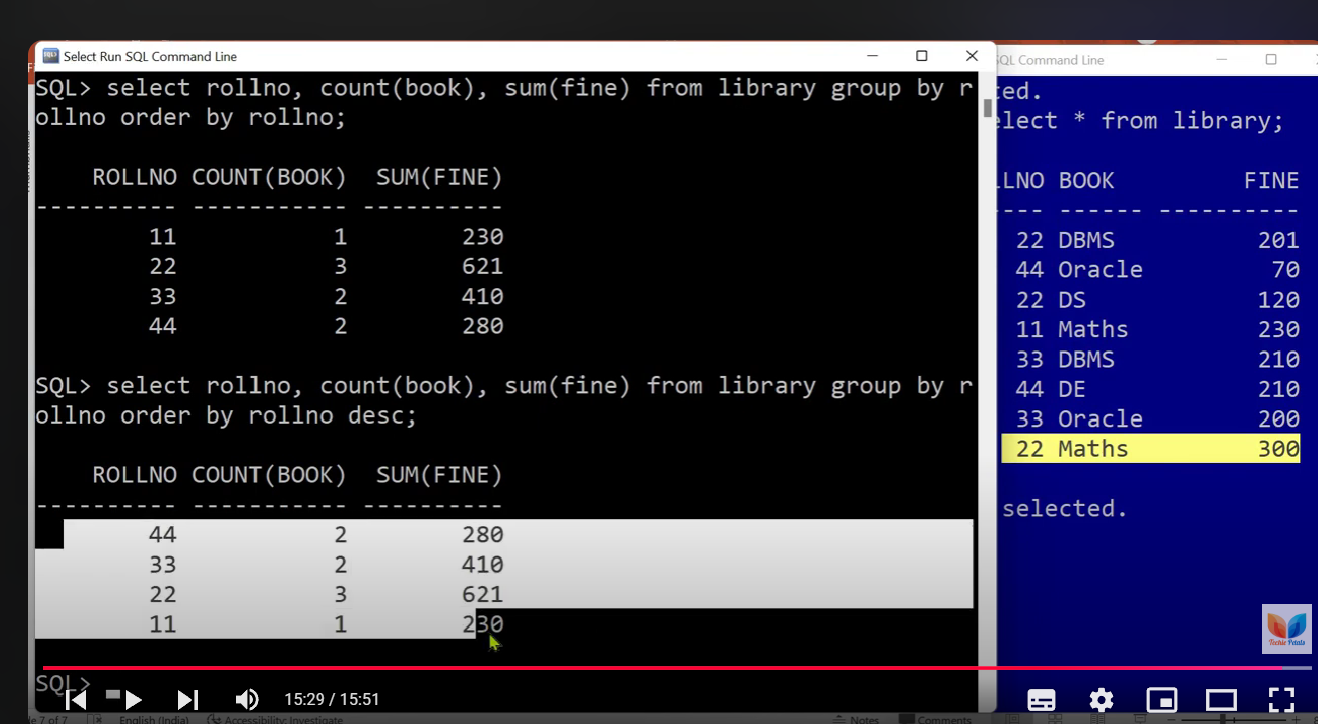 Select Run SQL Command Line
SQL> select rollno, count(book), sum(fine) from library group by r
ollno order by rollno;
ROLLNO COUNT(BOOK) SUM(FINE)
---------- ----------- ----------
11 1 230
22 3 621
33 2 410
44 2 280
SQL> select rollno, count(book), sum(fine) from library group by r
ollno order by rollno desc;
ROLLNO COUNT(BOOK) SUM(FINE)
---------- ----------- ----------
44 2 280
33 2 410
22 3 621
11 1 230
SQL>
SQL Command Line
ted.
elect * from library;
LLNO BOOK FINE
---- ------ ----------
22 DBMS 201
44 Oracle 70
22 DS 120
11 Maths 230
33 DBMS 210
44 DE 210
33 Oracle 200
22 Maths 300
selected.
Techie Petals
15:29 / 15:51
7 of 7 English (India) Accessibility: Investigate Notes Comments